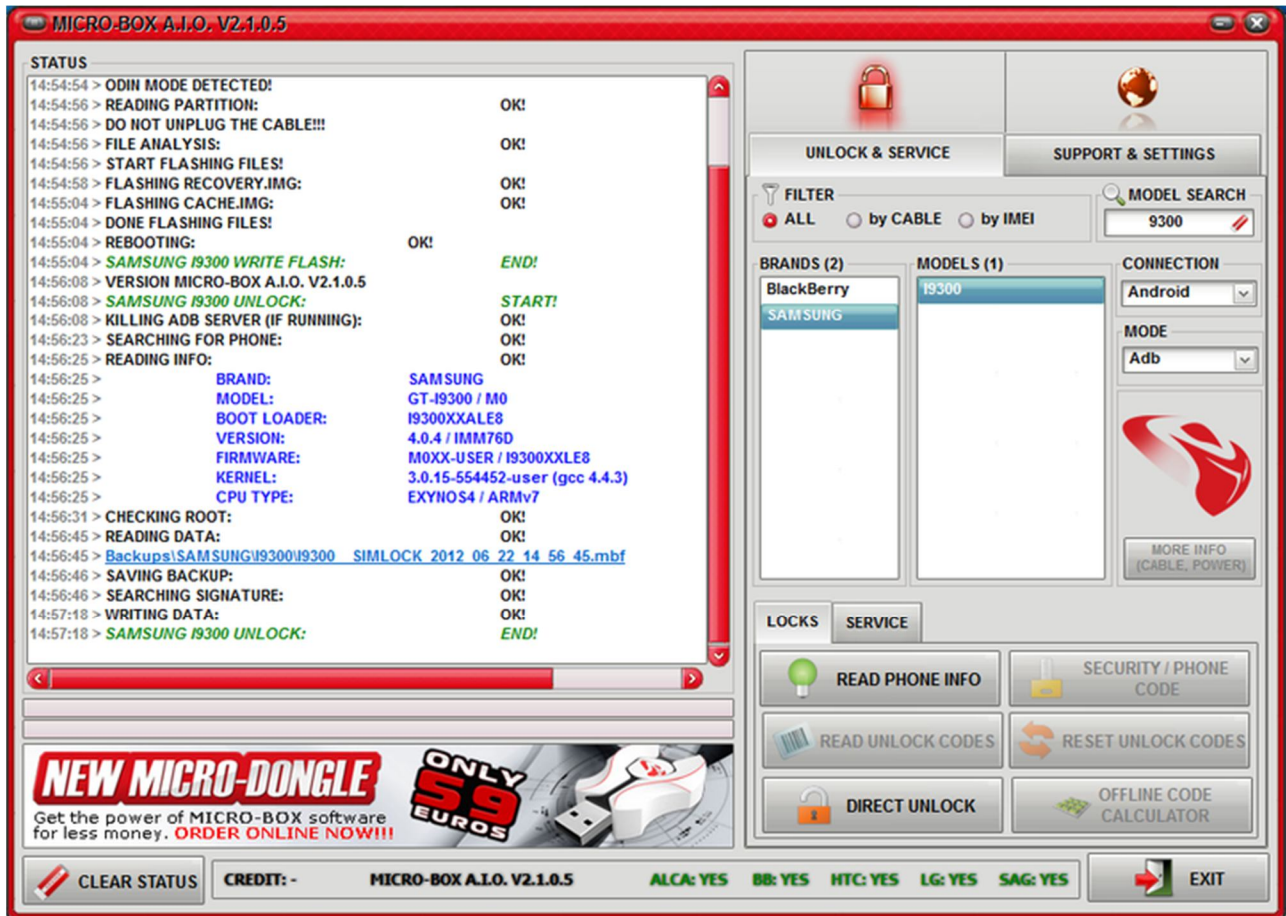 MICRO-BOX A.I.O. V2.1.0.5
STATUS
14:54:54 > ODIN MODE DETECTED!
14:54:56 > READING PARTITION: OK!
14:54:56 > DO NOT UNPLUG THE CABLE!!!
14:54:56 > FILE ANALYSIS: OK!
14:54:56 > START FLASHING FILES!
14:54:58 > FLASHING RECOVERY.IMG: OK!
14:55:04 > FLASHING CACHE.IMG: OK!
14:55:04 > DONE FLASHING FILES!
14:55:04 > REBOOTING: OK!
14:55:04 > SAMSUNG I9300 WRITE FLASH: END!
14:56:08 > VERSION MICRO-BOX A.I.O. V2.1.0.5
14:56:08 > SAMSUNG I9300 UNLOCK: START!
14:56:08 > KILLING ADB SERVER (IF RUNNING): OK!
14:56:23 > SEARCHING FOR PHONE: OK!
14:56:25 > READING INFO: OK!
14:56:25 > BRAND: SAMSUNG
14:56:25 > MODEL: GT-I9300 / M0
14:56:25 > BOOT LOADER: I9300XXALE8
14:56:25 > VERSION: 4.0.4 / IMM76D
14:56:25 > FIRMWARE: M0XX-USER / I9300XXLE8
14:56:25 > KERNEL: 3.0.15-554452-user (gcc 4.4.3)
14:56:25 > CPU TYPE: EXYNOS4 / ARMv7
14:56:31 > CHECKING ROOT: OK!
14:56:45 > READING DATA: OK!
14:56:45 > Backups\SAMSUNG\I9300\I9300__SIMLOCK_2012_06_22_14_56_45.mbf
14:56:46 > SAVING BACKUP: OK!
14:56:46 > SEARCHING SIGNATURE: OK!
14:57:18 > WRITING DATA: OK!
14:57:18 > SAMSUNG I9300 UNLOCK: END!
NEW MICRO-DONGLE
Get the power of MICRO-BOX software
for less money. ORDER ONLINE NOW!!!
ONLY
59
EUROS
UNLOCK & SERVICE
SUPPORT & SETTINGS
FILTER
ALL by CABLE by IMEI
MODEL SEARCH
9300
BRANDS (2)
BlackBerry
SAMSUNG
MODELS (1)
I9300
CONNECTION
Android
MODE
Adb
MORE INFO
(CABLE, POWER)
LOCKS SERVICE
READ PHONE INFO
SECURITY / PHONE
CODE
READ UNLOCK CODES
RESET UNLOCK CODES
DIRECT UNLOCK
OFFLINE CODE
CALCULATOR
CLEAR STATUS
CREDIT: - MICRO-BOX A.I.O. V2.1.0.5 ALCA: YES BB: YES HTC: YES LG: YES SAG: YES
EXIT